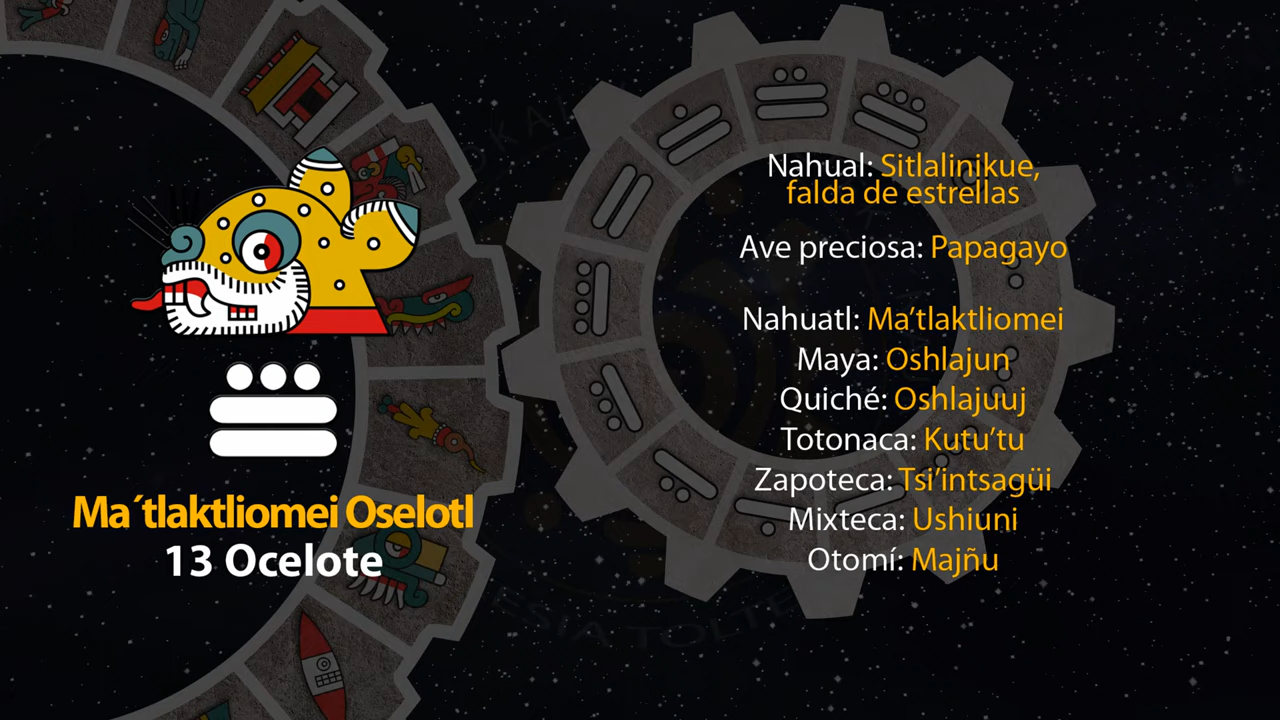 Ma´tlaktliomei Oselotl
13 Ocelote
Nahual: Sitlalinikue,
falda de estrellas
Ave preciosa: Papagayo
Nahuatl: Ma’tlaktliomei
Maya: Oshlajun
Quiché: Oshlajuuj
Totonaca: Kutu’tu
Zapoteca: Tsi’intsagüi
Mixteca: Ushiuni
Otomí: Majñu